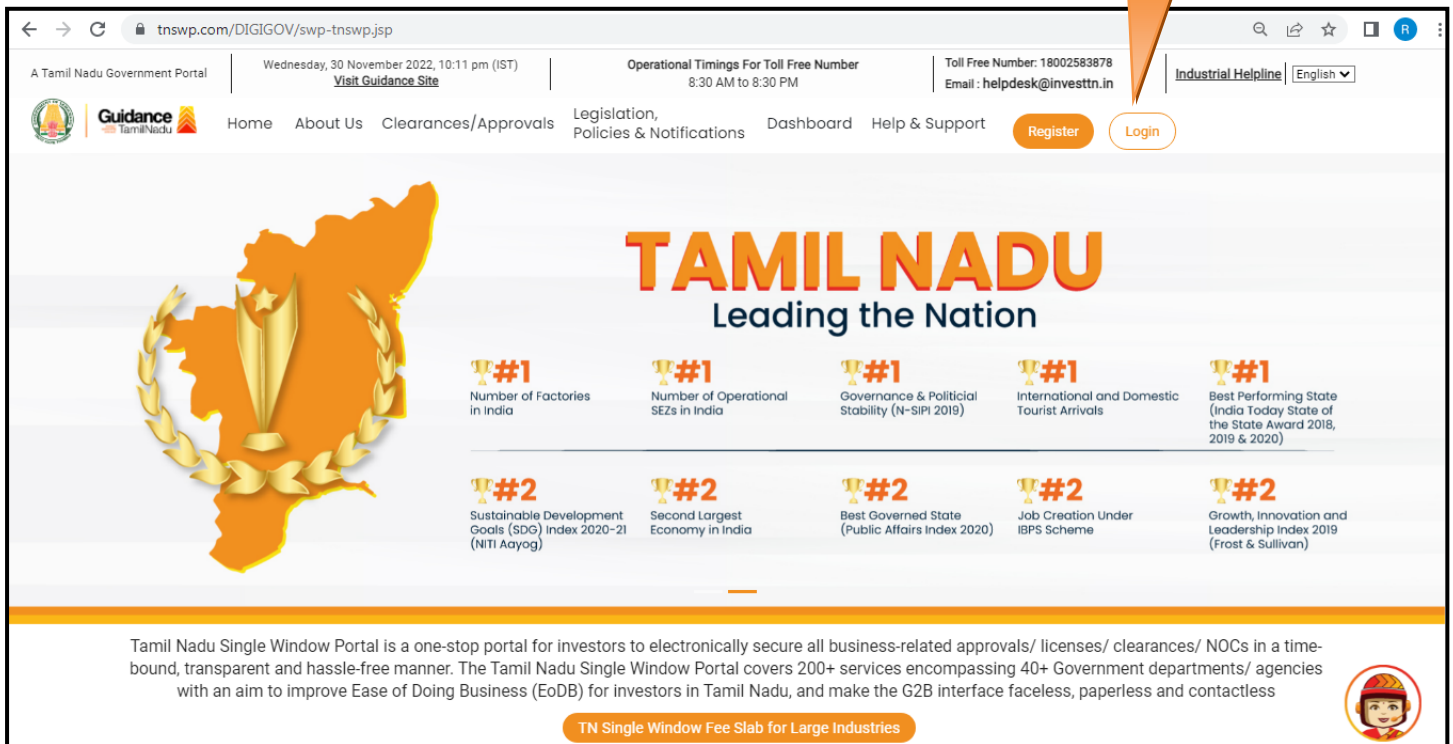 tnswp.com/DIGIGOV/swp-tnswp.jsp
R
A Tamil Nadu Government Portal
Wednesday, 30 November 2022, 10:11 pm (IST)
Visit Guidance Site
Operational Timings For Toll Free Number
8:30 AM to 8:30 PM
Toll Free Number: 18002583878
Email : helpdesk@investtn.in
Industrial Helpline
English
Guidance
TamilNadu
Home
About Us
Clearances/Approvals
Legislation,
Policies & Notifications
Dashboard
Help & Support
Register
Login
TAMIL NADU
Leading the Nation
#1
Number of Factories
in India
#1
Number of Operational
SEZs in India
#1
Governance & Politicial
Stability (N-SIPI 2019)
#1
International and Domestic
Tourist Arrivals
#1
Best Performing State
(India Today State of
the State Award 2018,
2019 & 2020)
#2
Sustainable Development
Goals (SDG) Index 2020-21
(NITI Aayog)
#2
Second Largest
Economy in India
#2
Best Governed State
(Public Affairs Index 2020)
#2
Job Creation Under
IBPS Scheme
#2
Growth, Innovation and
Leadership Index 2019
(Frost & Sullivan)
Tamil Nadu Single Window Portal is a one-stop portal for investors to electronically secure all business-related approvals/ licenses/ clearances/ NOCs in a time-
bound, transparent and hassle-free manner. The Tamil Nadu Single Window Portal covers 200+ services encompassing 40+ Government departments/ agencies
with an aim to improve Ease of Doing Business (EoDB) for investors in Tamil Nadu, and make the G2B interface faceless, paperless and contactless
TN Single Window Fee Slab for Large Industries